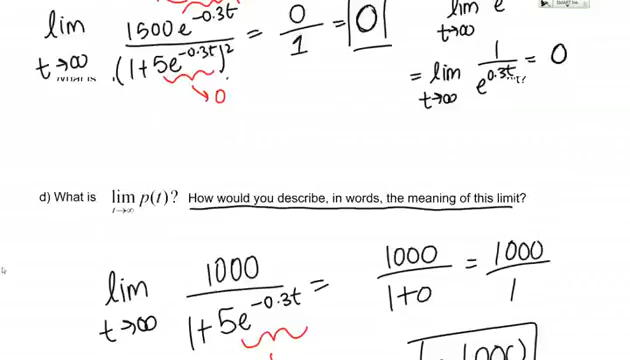 lim t→∞ 1500e^(-0.3t) / (1+5e^(-0.3t))² = 0/1 = 0
→0
lim t→∞ e
= lim t→∞ 1/e^(0.3t) = 0
d) What is lim t→∞ p(t)? How would you describe, in words, the meaning of this limit?
lim t→∞ 1000 / (1+5e^(-0.3t)) = 1000/(1+0) = 1000/1